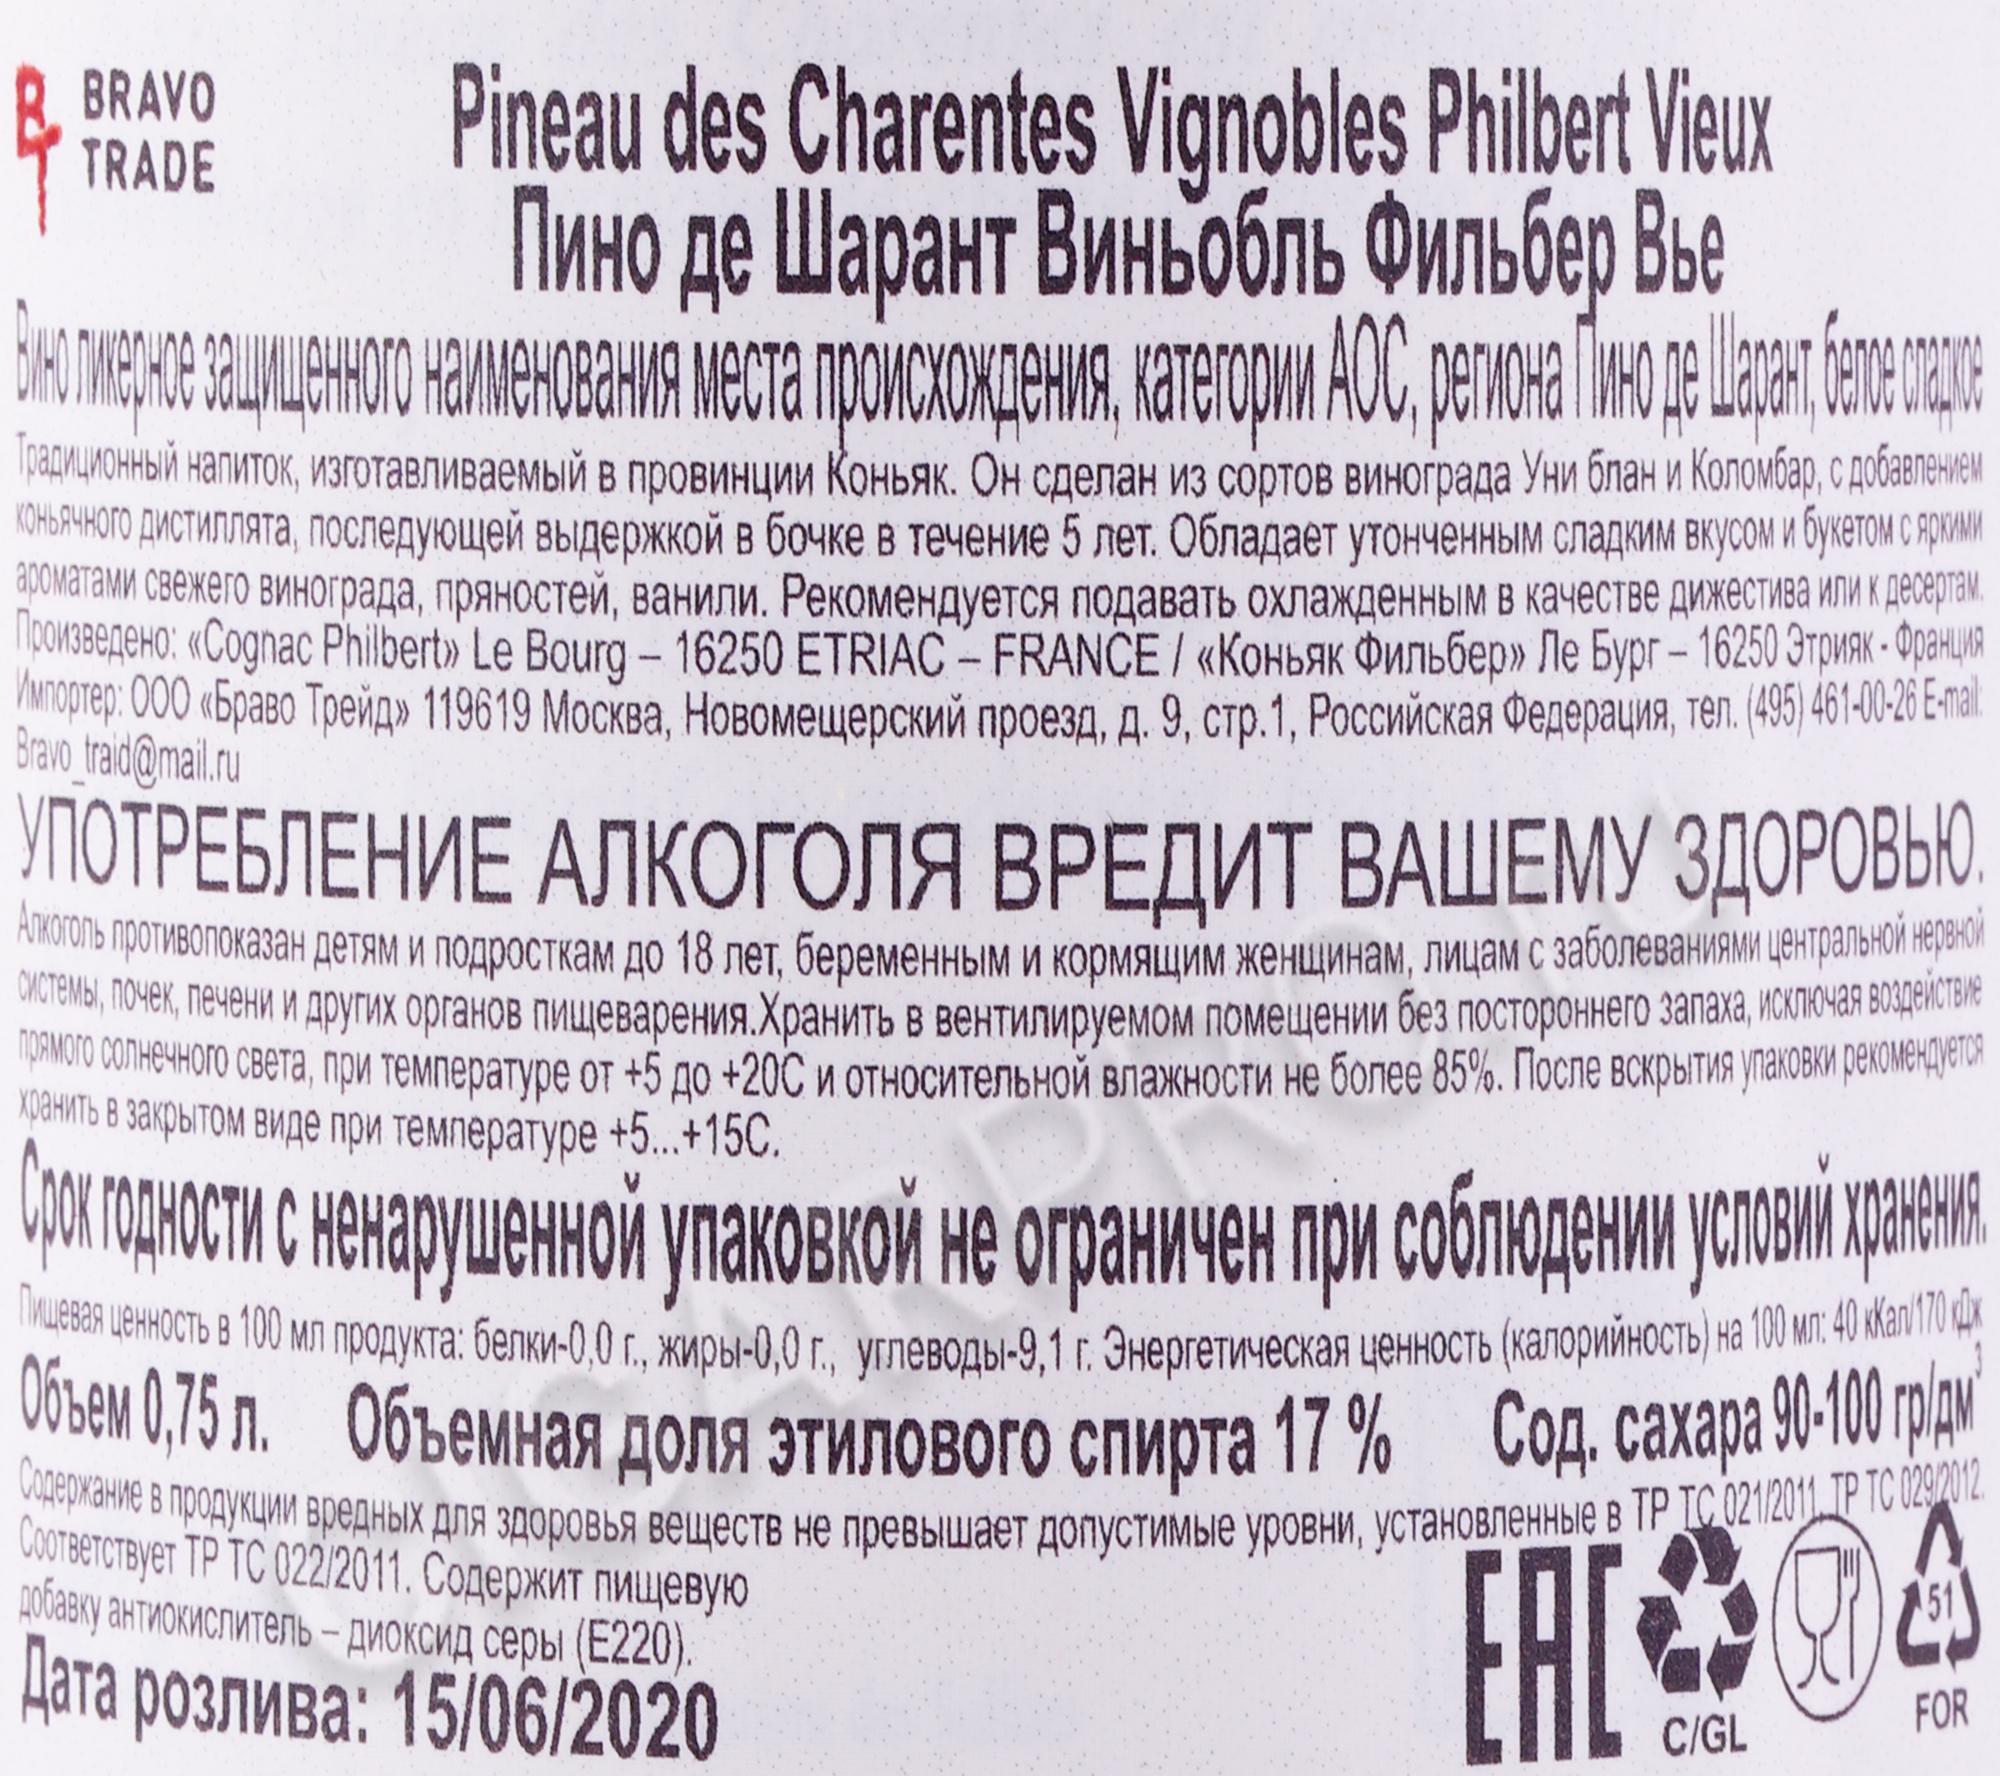 BRAVO
TRADE
Pineau des Charentes Vignobles Philbert Vieux
Пино де Шарант Виньобль Фильбер Вье
Вино ликерное защищенного наименования места происхождения, категории АОС, региона Пино де Шарант, белое сладкое
Традиционный напиток, изготавливаемый в провинции Коньяк. Он сделан из сортов винограда Уни блан и Коломбар, с добавлением
коньячного дистиллята, последующей выдержкой в бочке в течение 5 лет. Обладает утонченным сладким вкусом и букетом с яркими
ароматами свежего винограда, пряностей, ванили. Рекомендуется подавать охлажденным в качестве дижестива или к десертам.
Произведено: «Cognac Philbert» Le Bourg – 16250 ETRIAC – FRANCE / «Коньяк Фильбер» Ле Бург – 16250 Этрияк - Франция
Импортер: ООО «Браво Трейд» 119619 Москва, Новомещерский проезд, д. 9, стр.1, Российская Федерация, тел. (495) 461-00-26 E-mail:
Bravo_traid@mail.ru
УПОТРЕБЛЕНИЕ АЛКОГОЛЯ ВРЕДИТ ВАШЕМУ ЗДОРОВЬЮ.
Алкоголь противопоказан детям и подросткам до 18 лет, беременным и кормящим женщинам, лицам с заболеваниями центральной нервной
системы, почек, печени и других органов пищеварения.Хранить в вентилируемом помещении без постороннего запаха, исключая воздействие
прямого солнечного света, при температуре от +5 до +20С и относительной влажности не более 85%. После вскрытия упаковки рекомендуется
хранить в закрытом виде при температуре +5...+15С.
Срок годности с ненарушенной упаковкой не ограничен при соблюдении условий хранения.
Пищевая ценность в 100 мл продукта: белки-0,0 г., жиры-0,0 г., углеводы-9,1 г. Энергетическая ценность (калорийность) на 100 мл: 40 кКал/170 кДж
Объем 0,75 л. Объемная доля этилового спирта 17 % Сод. сахара 90-100 гр/дм³
Содержание в продукции вредных для здоровья веществ не превышает допустимые уровни, установленные в ТР ТС 021/2011, ТР ТС 029/2012.
Соответствует ТР ТС 022/2011. Содержит пищевую
добавку антиокислитель – диоксид серы (Е220).
Дата розлива: 15/06/2020
EAC
C/GL
51
FOR